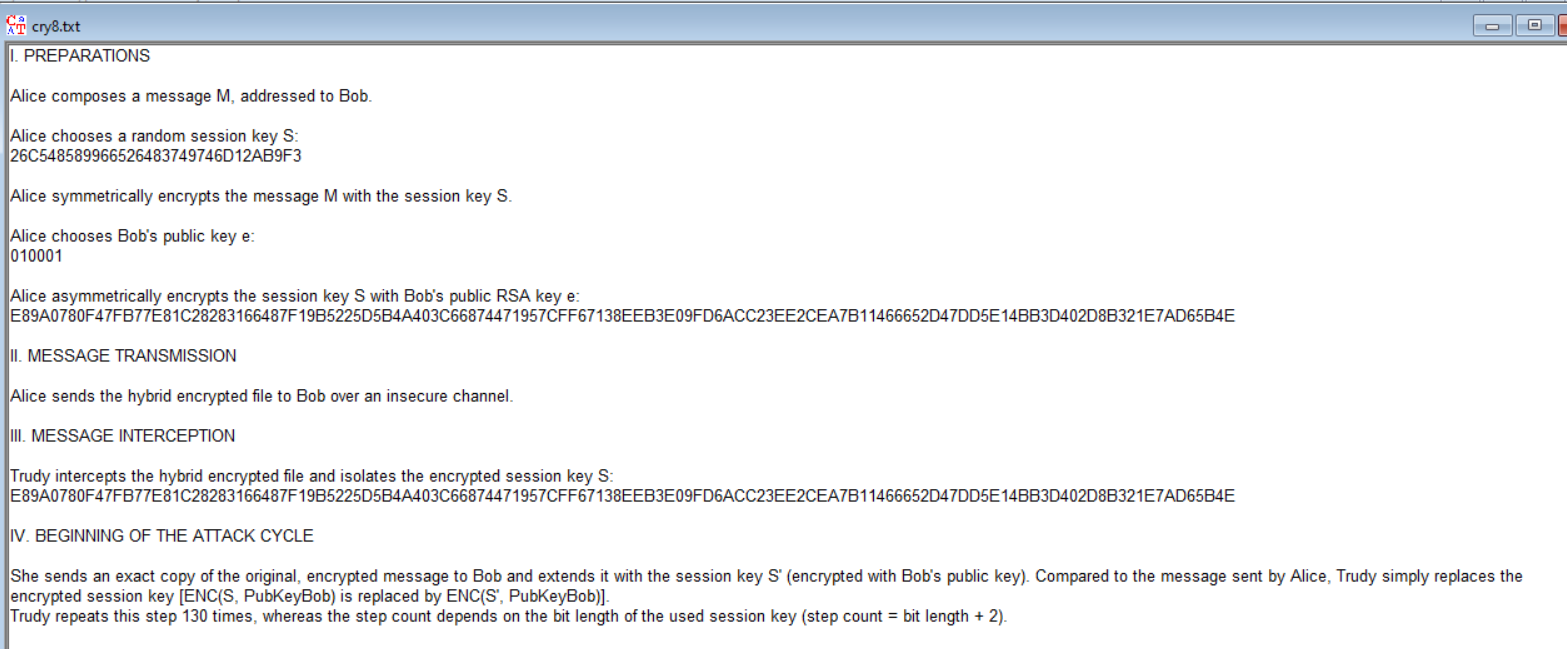 cry8.txt
I. PREPARATIONS
Alice composes a message M, addressed to Bob.
Alice chooses a random session key S:
26C548589966526483749746D12AB9F3
Alice symmetrically encrypts the message M with the session key S.
Alice chooses Bob's public key e:
010001
Alice asymmetrically encrypts the session key S with Bob's public RSA key e:
E89A0780F47FB77E81C28283166487F19B5225D5B4A403C66874471957CFF67138EEB3E09FD6ACC23EE2CEA7B11466652D47DD5E14BB3D402D8B321E7AD65B4E
II. MESSAGE TRANSMISSION
Alice sends the hybrid encrypted file to Bob over an insecure channel.
III. MESSAGE INTERCEPTION
Trudy intercepts the hybrid encrypted file and isolates the encrypted session key S:
E89A0780F47FB77E81C28283166487F19B5225D5B4A403C66874471957CFF67138EEB3E09FD6ACC23EE2CEA7B11466652D47DD5E14BB3D402D8B321E7AD65B4E
IV. BEGINNING OF THE ATTACK CYCLE
She sends an exact copy of the original, encrypted message to Bob and extends it with the session key S' (encrypted with Bob's public key). Compared to the message sent by Alice, Trudy simply replaces the
encrypted session key [ENC(S, PubKeyBob) is replaced by ENC(S', PubKeyBob)].
Trudy repeats this step 130 times, whereas the step count depends on the bit length of the used session key (step count = bit length + 2).